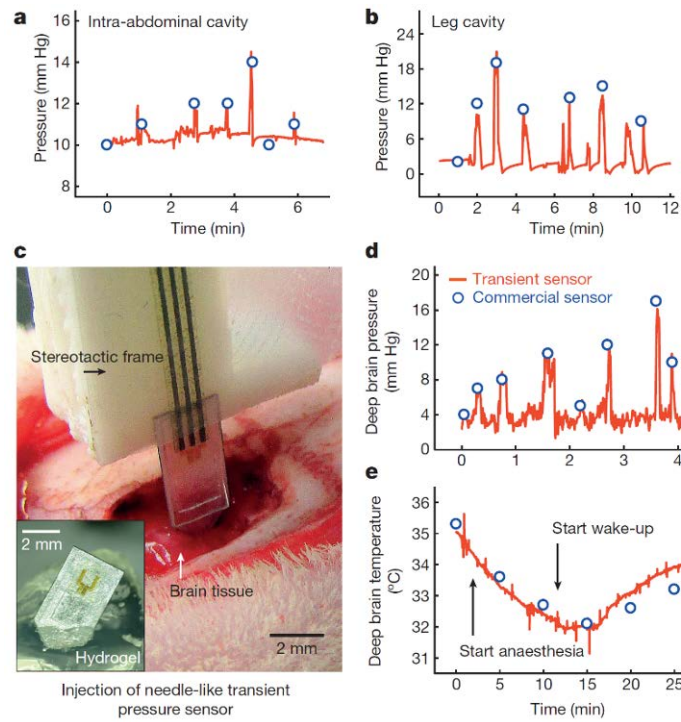 a
Intra-abdominal cavity
Pressure (mm Hg)
16
14
12
10
8
0 2 4 6
Time (min)
b
Leg cavity
Pressure (mm Hg)
24
18
12
6
0
0 2 4 6 8 10 12
Time (min)
c
Stereotactic frame
Brain tissue
2 mm
Hydrogel
2 mm
Injection of needle-like transient
pressure sensor
d
Transient sensor
Commercial sensor
Deep brain pressure
(mm Hg)
20
16
12
8
4
0
0 1 2 3 4
e
Deep brain temperature
(°C)
36
35
34
33
32
31
Start wake-up
Start anaesthesia
0 5 10 15 20 25
Time (min)